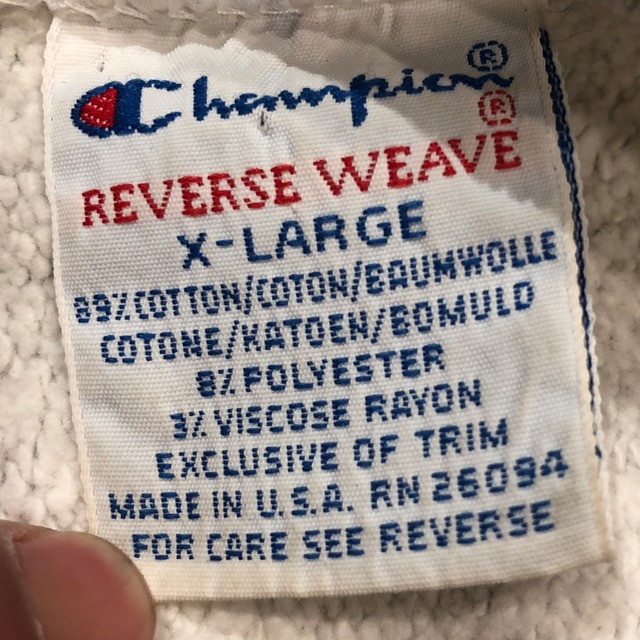 Champion®
REVERSE WEAVE®
X-LARGE
89% COTTON/COTON/BAUMWOLLE
COTONE/KATOEN/BOMULD
8% POLYESTER
3% VISCOSE RAYON
EXCLUSIVE OF TRIM
MADE IN U.S.A. RN 26094
FOR CARE SEE REVERSE